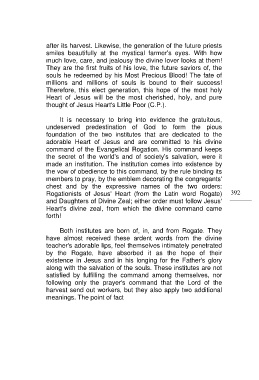 after its harvest. Likewise, the generation of the future priests
smiles beautifully at the mystical farmer's eyes. With how
much love, care, and jealousy the divine lover looks at them!
They are the first fruits of his love, the future saviors of, the
souls he redeemed by his Most Precious Blood! The fate of
millions and millions of souls is bound to their success!
Therefore, this elect generation, this hope of the most holy
Heart of Jesus will be the most cherished, holy, and pure
thought of Jesus Heart's Little Poor (C.P.).
It is necessary to bring into evidence the gratuitous,
undeserved predestination of God to form the pious
foundation of the two institutes that are dedicated to the
adorable Heart of Jesus and are committed to his divine
command of the Evangelical Rogation. His command keeps
the secret of the world's and of society's salvation, were it
made an institution. The institution comes into existence by
the vow of obedience to this command, by the rule binding its
members to pray, by the emblem decorating the congregants'
chest and by the expressive names of the two orders:
Rogationists of Jesus' Heart (from the Latin word Rogate)
and Daughters of Divine Zeal; either order must follow Jesus'
Heart's divine zeal, from which the divine command came
forth!
392
Both institutes are born of, in, and from Rogate. They
have almost received these ardent words from the divine
teacher's adorable lips, feel themselves intimately penetrated
by the Rogate, have absorbed it as the hope of their
existence in Jesus and in his longing for the Father's glory
along with the salvation of the souls. These institutes are not
satisfied by fulfilling the command among themselves, nor
following only the prayer's command that the Lord of the
harvest send out workers, but they also apply two additional
meanings. The point of fact